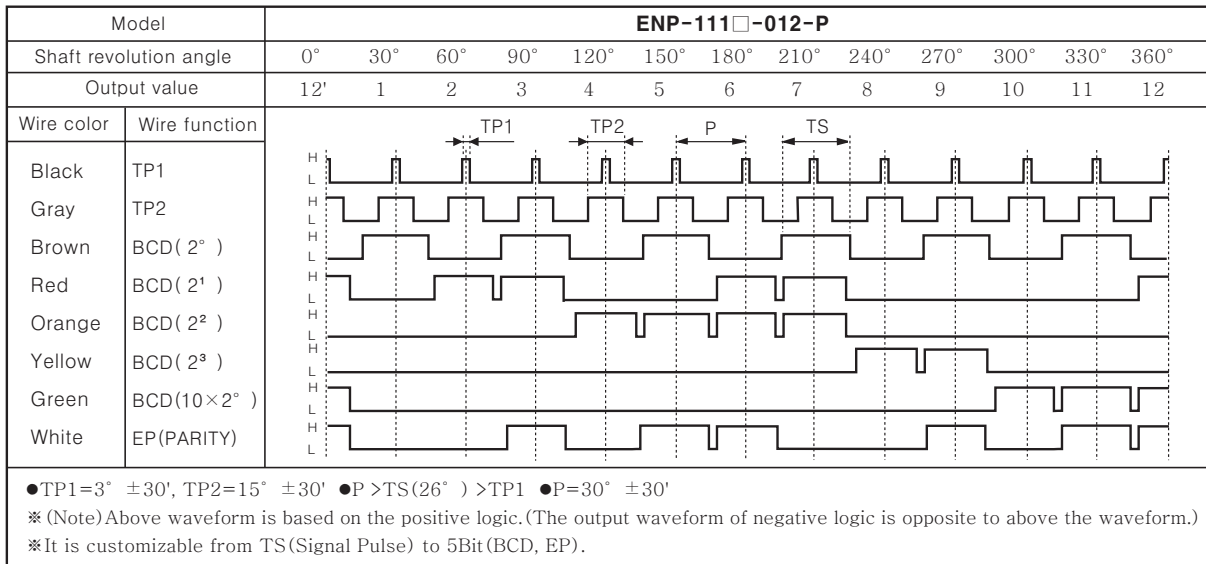 Model ENP-111□-012-P
Shaft revolution angle 0° 30° 60° 90° 120° 150° 180° 210° 240° 270° 300° 330° 360°
Output value 12' 1 2 3 4 5 6 7 8 9 10 11 12
Wire color Wire function
TP1 TP2 P TS
H
Black TP1
L
H
Gray TP2
L
H
Brown BCD( 2° )
L
H
Red BCD( 2¹ )
L
H
Orange BCD( 2² )
L
H
Yellow BCD( 2³ )
L
H
Green BCD(10×2° )
L
H
White EP(PARITY)
L
●TP1=3° ±30', TP2=15° ±30' ●P >TS(26° ) >TP1 ●P=30° ±30'
※(Note)Above waveform is based on the positive logic.(The output waveform of negative logic is opposite to above the waveform.)
※It is customizable from TS(Signal Pulse) to 5Bit(BCD, EP).